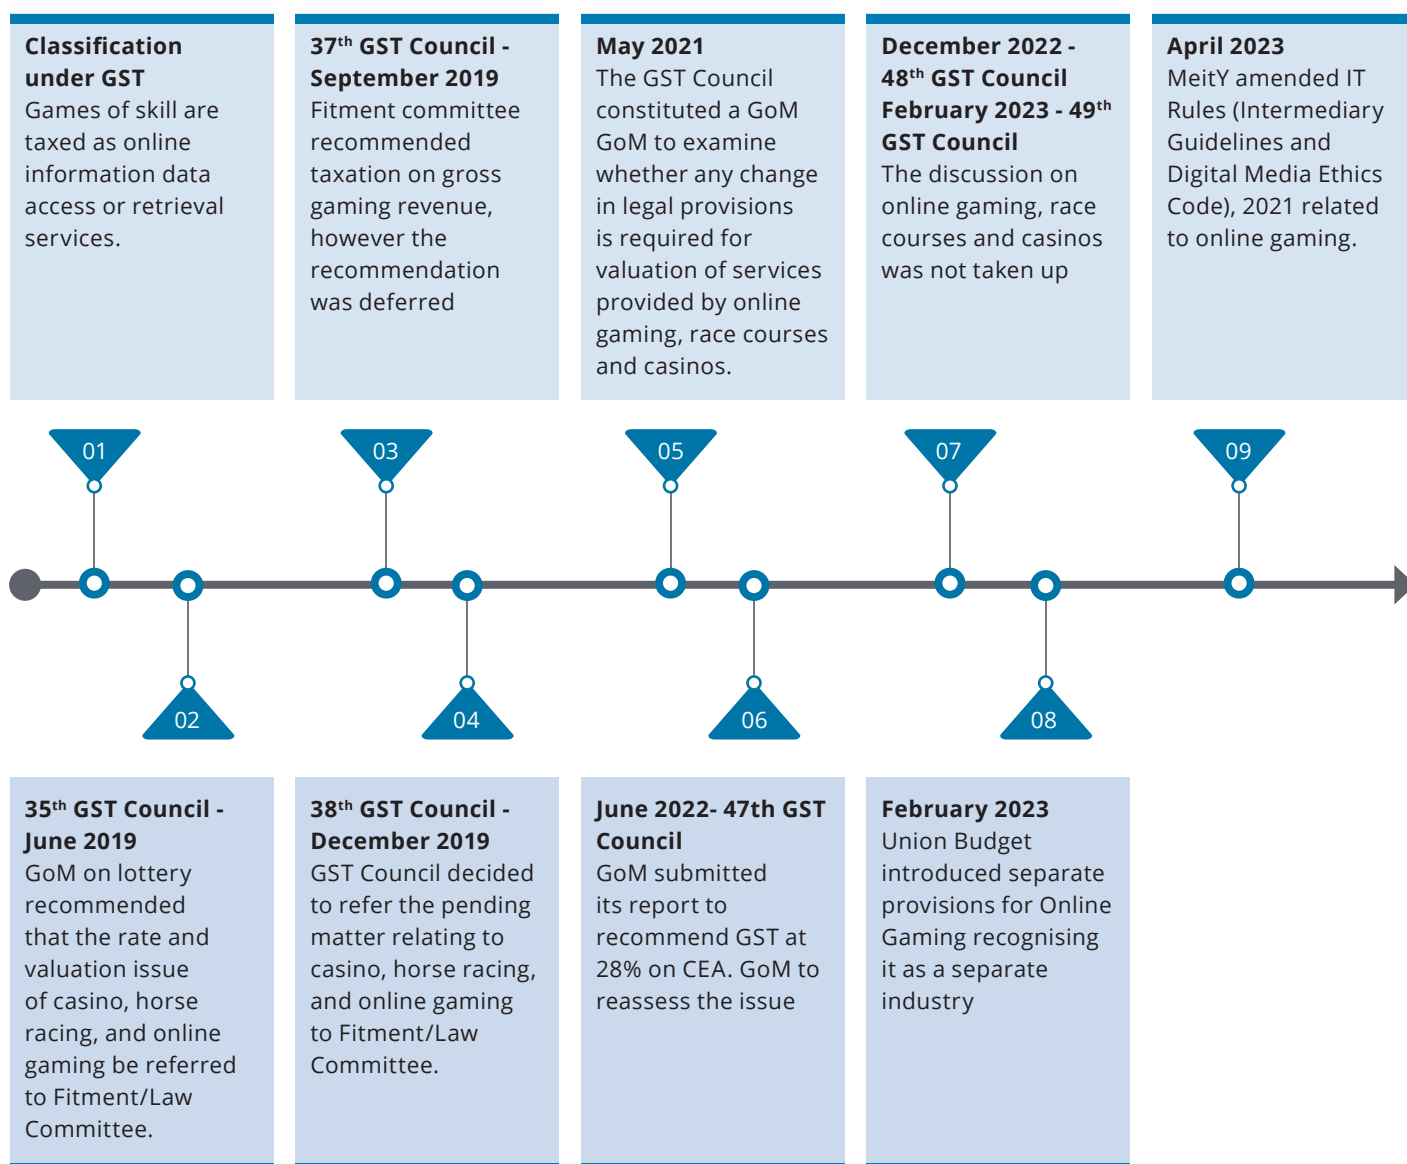 Classification
under GST
Games of skill are
taxed as online
information data
access or retrieval
services.
37th GST Council -
September 2019
Fitment committee
recommended
taxation on gross
gaming revenue,
however the
recommendation
was deferred
May 2021
The GST Council
constituted a GoM
GoM to examine
whether any change
in legal provisions
is required for
valuation of services
provided by online
gaming, race courses
and casinos.
December 2022 -
48th GST Council
February 2023 - 49th
GST Council
The discussion on
online gaming, race
courses and casinos
was not taken up
April 2023
MeitY amended IT
Rules (Intermediary
Guidelines and
Digital Media Ethics
Code), 2021 related
to online gaming.
01
03
05
07
09
02
04
06
08
35th GST Council -
June 2019
GoM on lottery
recommended
that the rate and
valuation issue
of casino, horse
racing, and online
gaming be referred
to Fitment/Law
Committee.
38th GST Council -
December 2019
GST Council decided
to refer the pending
matter relating to
casino, horse racing,
and online gaming
to Fitment/Law
Committee.
June 2022- 47th GST
Council
GoM submitted
its report to
recommend GST at
28% on CEA. GoM to
reassess the issue
February 2023
Union Budget
introduced separate
provisions for Online
Gaming recognising
it as a separate
industry